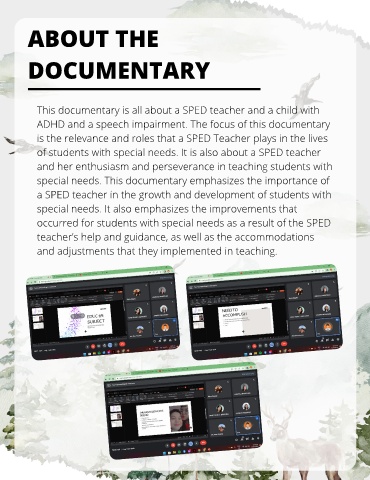 ABOUT THE
DOCUMENTARY
This documentary is all about a SPED teacher and a child with
ADHD and a speech impairment. The focus of this documentary
is the relevance and roles that a SPED Teacher plays in the lives
of students with special needs. It is also about a SPED teacher
and her enthusiasm and perseverance in teaching students with
special needs. This documentary emphasizes the importance of
a SPED teacher in the growth and development of students with
special needs. It also emphasizes the improvements that
occurred for students with special needs as a result of the SPED
teacher's help and guidance, as well as the accommodations
and adjustments that they implemented in teaching.
SUBJECT
NEED TO
ACCOMPLISH